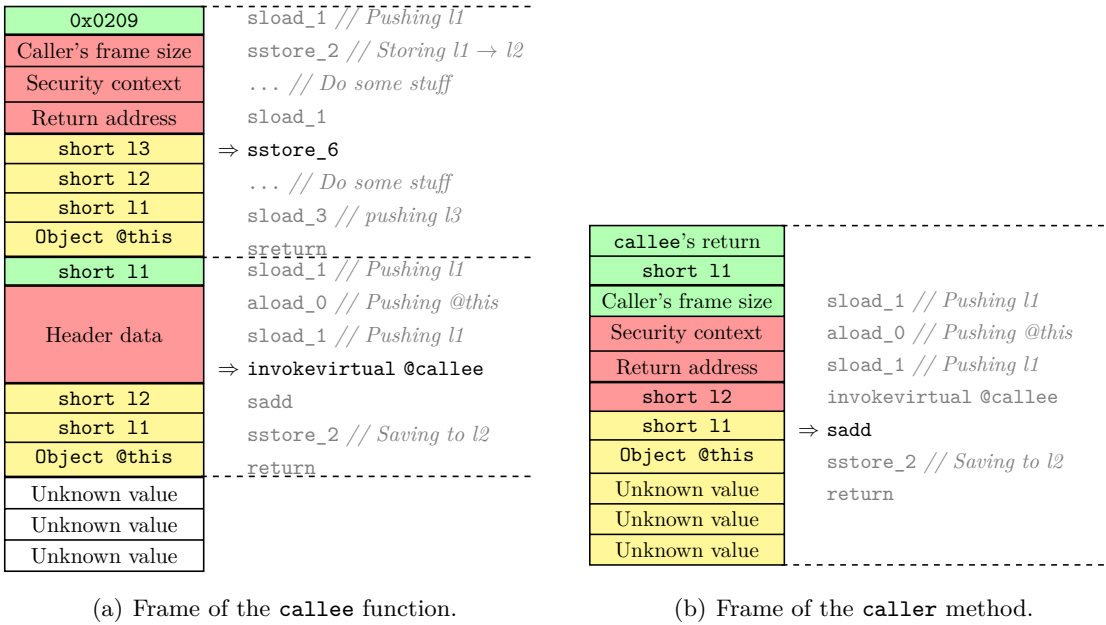 0x0209
Caller's frame size
Security context
Return address
short l3
short l2
short l1
Object @this
short l1
Header data
short l2
short l1
Object @this
Unknown value
Unknown value
Unknown value
sload_1 // Pushing l1
sstore_2 // Storing l1 → l2
... // Do some stuff
sload_1
⇒ sstore_6
... // Do some stuff
sload_3 // pushing l3
sreturn
sload_1 // Pushing l1
aload_0 // Pushing @this
sload_1 // Pushing l1
⇒ invokevirtual @callee
sadd
sstore_2 // Saving to l2
return
(a) Frame of the callee function.
callee's return
short l1
Caller's frame size
Security context
Return address
short l2
short l1
Object @this
Unknown value
Unknown value
Unknown value
sload_1 // Pushing l1
aload_0 // Pushing @this
sload_1 // Pushing l1
invokevirtual @callee
⇒ sadd
sstore_2 // Saving to l2
return
(b) Frame of the caller method.